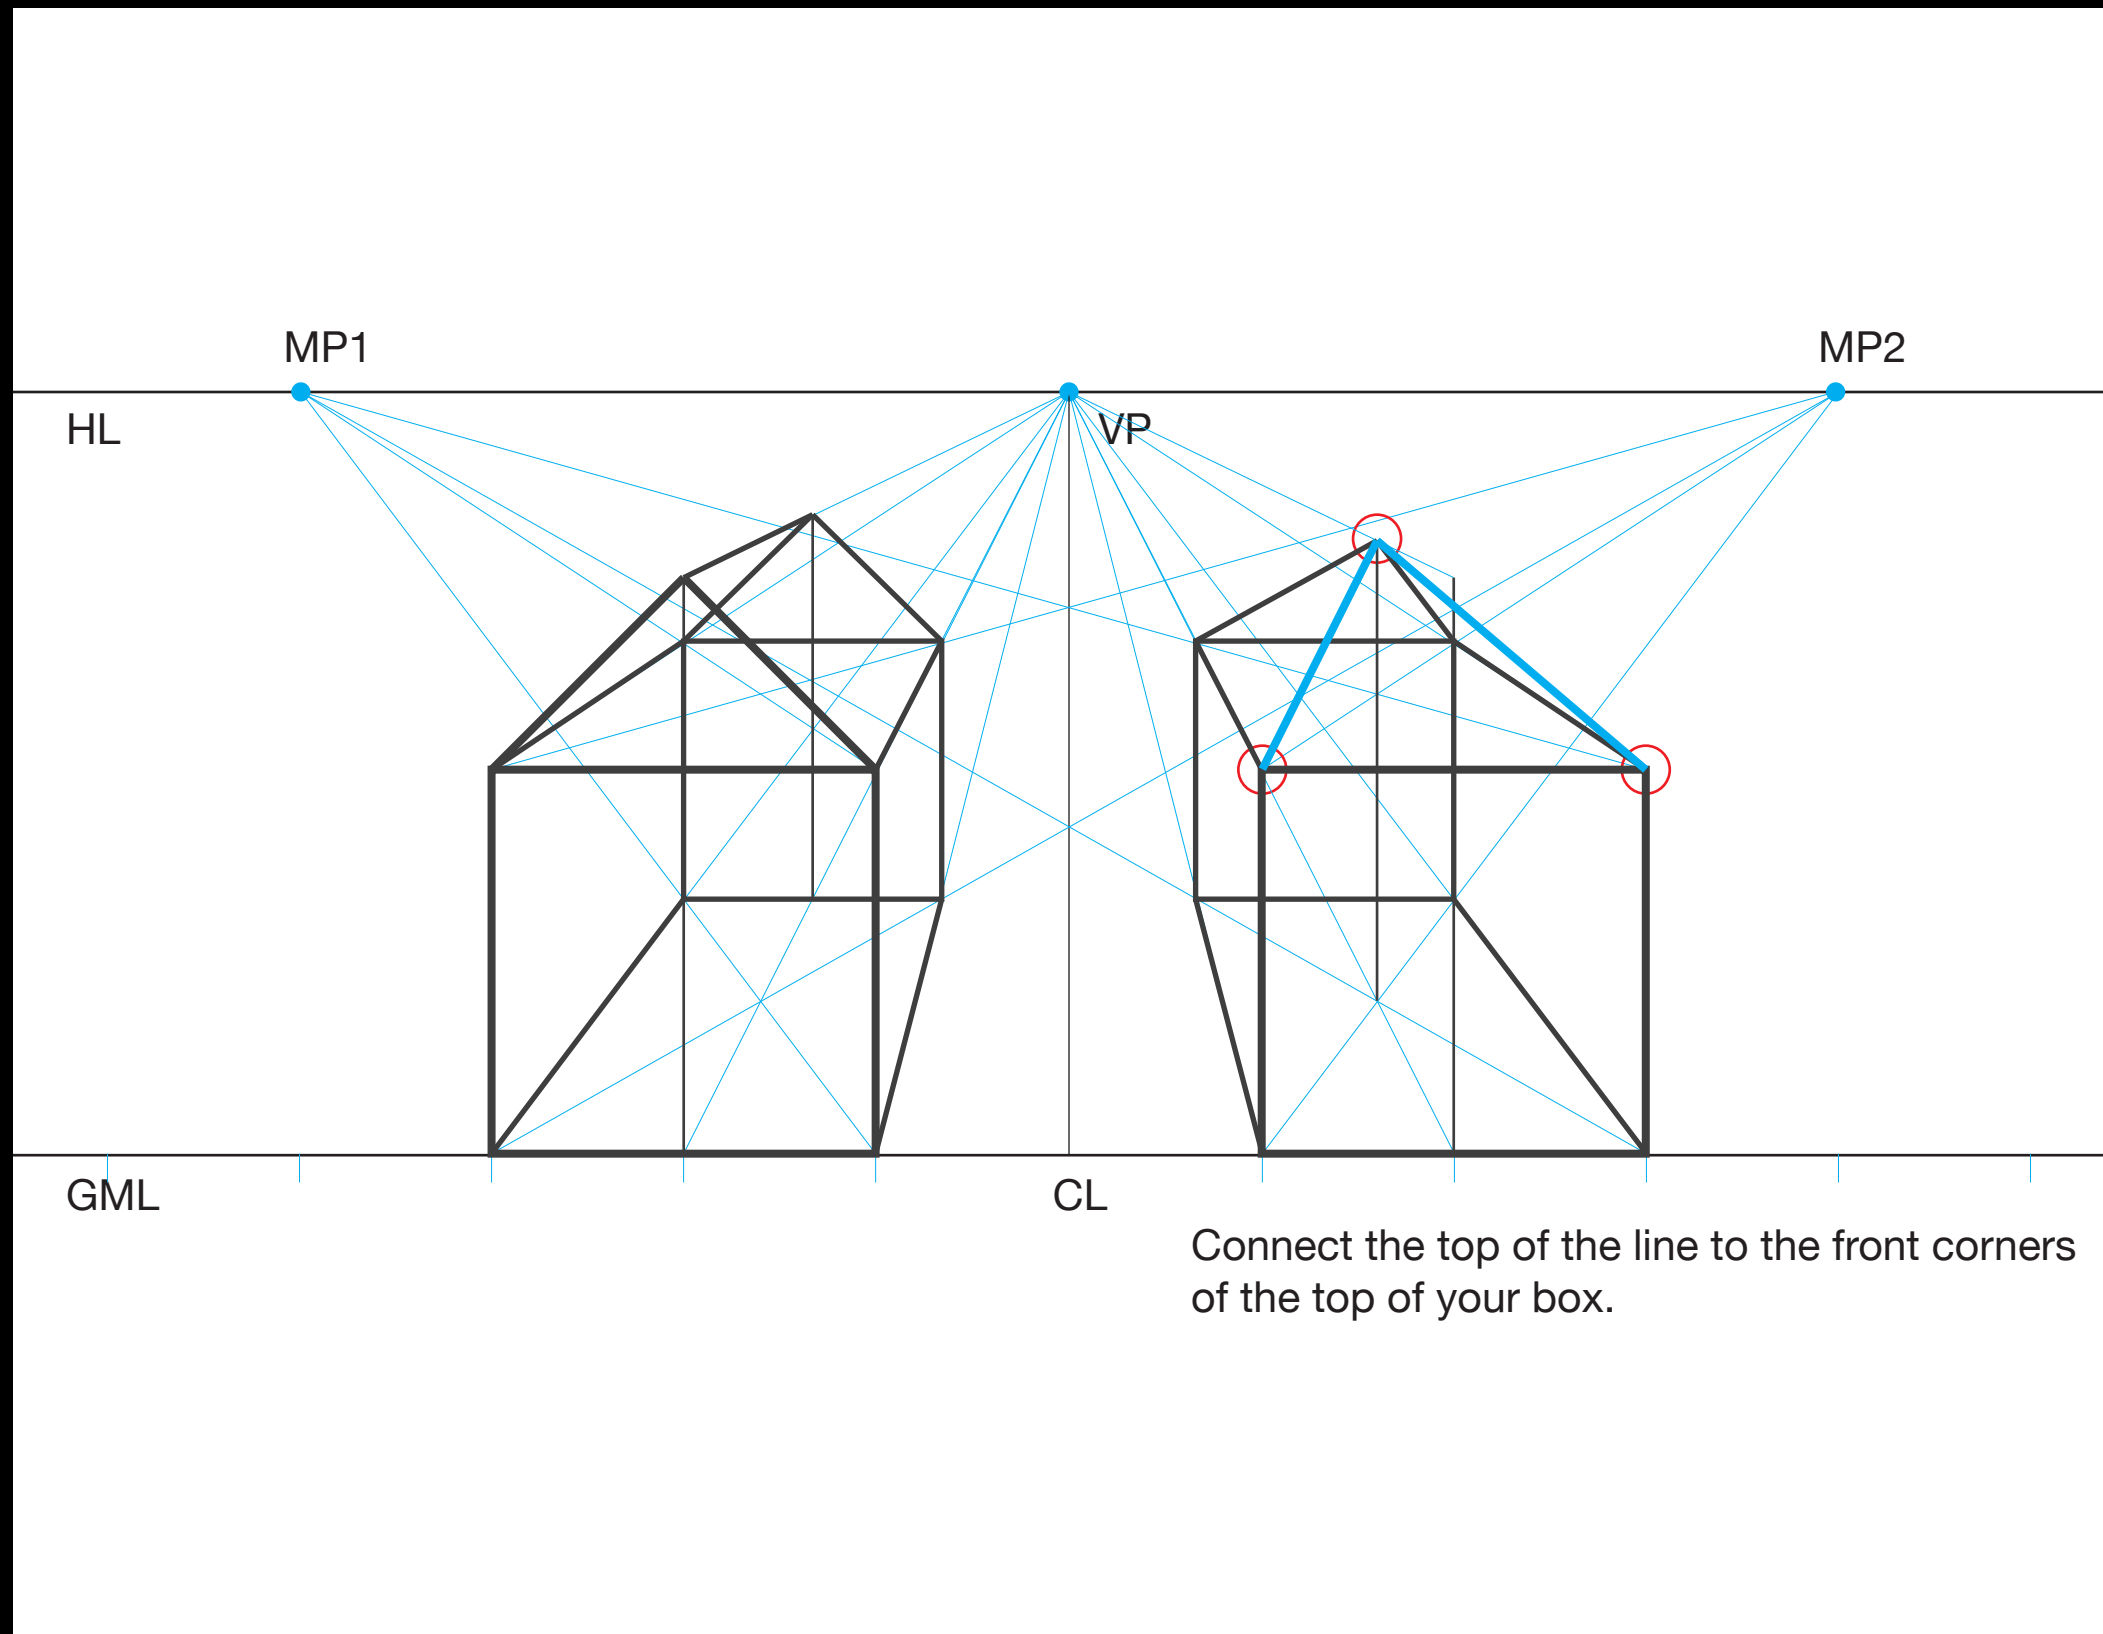 MP1
MP2
HL
VP
GML
CL
Connect the top of the line to the front corners
of the top of your box.